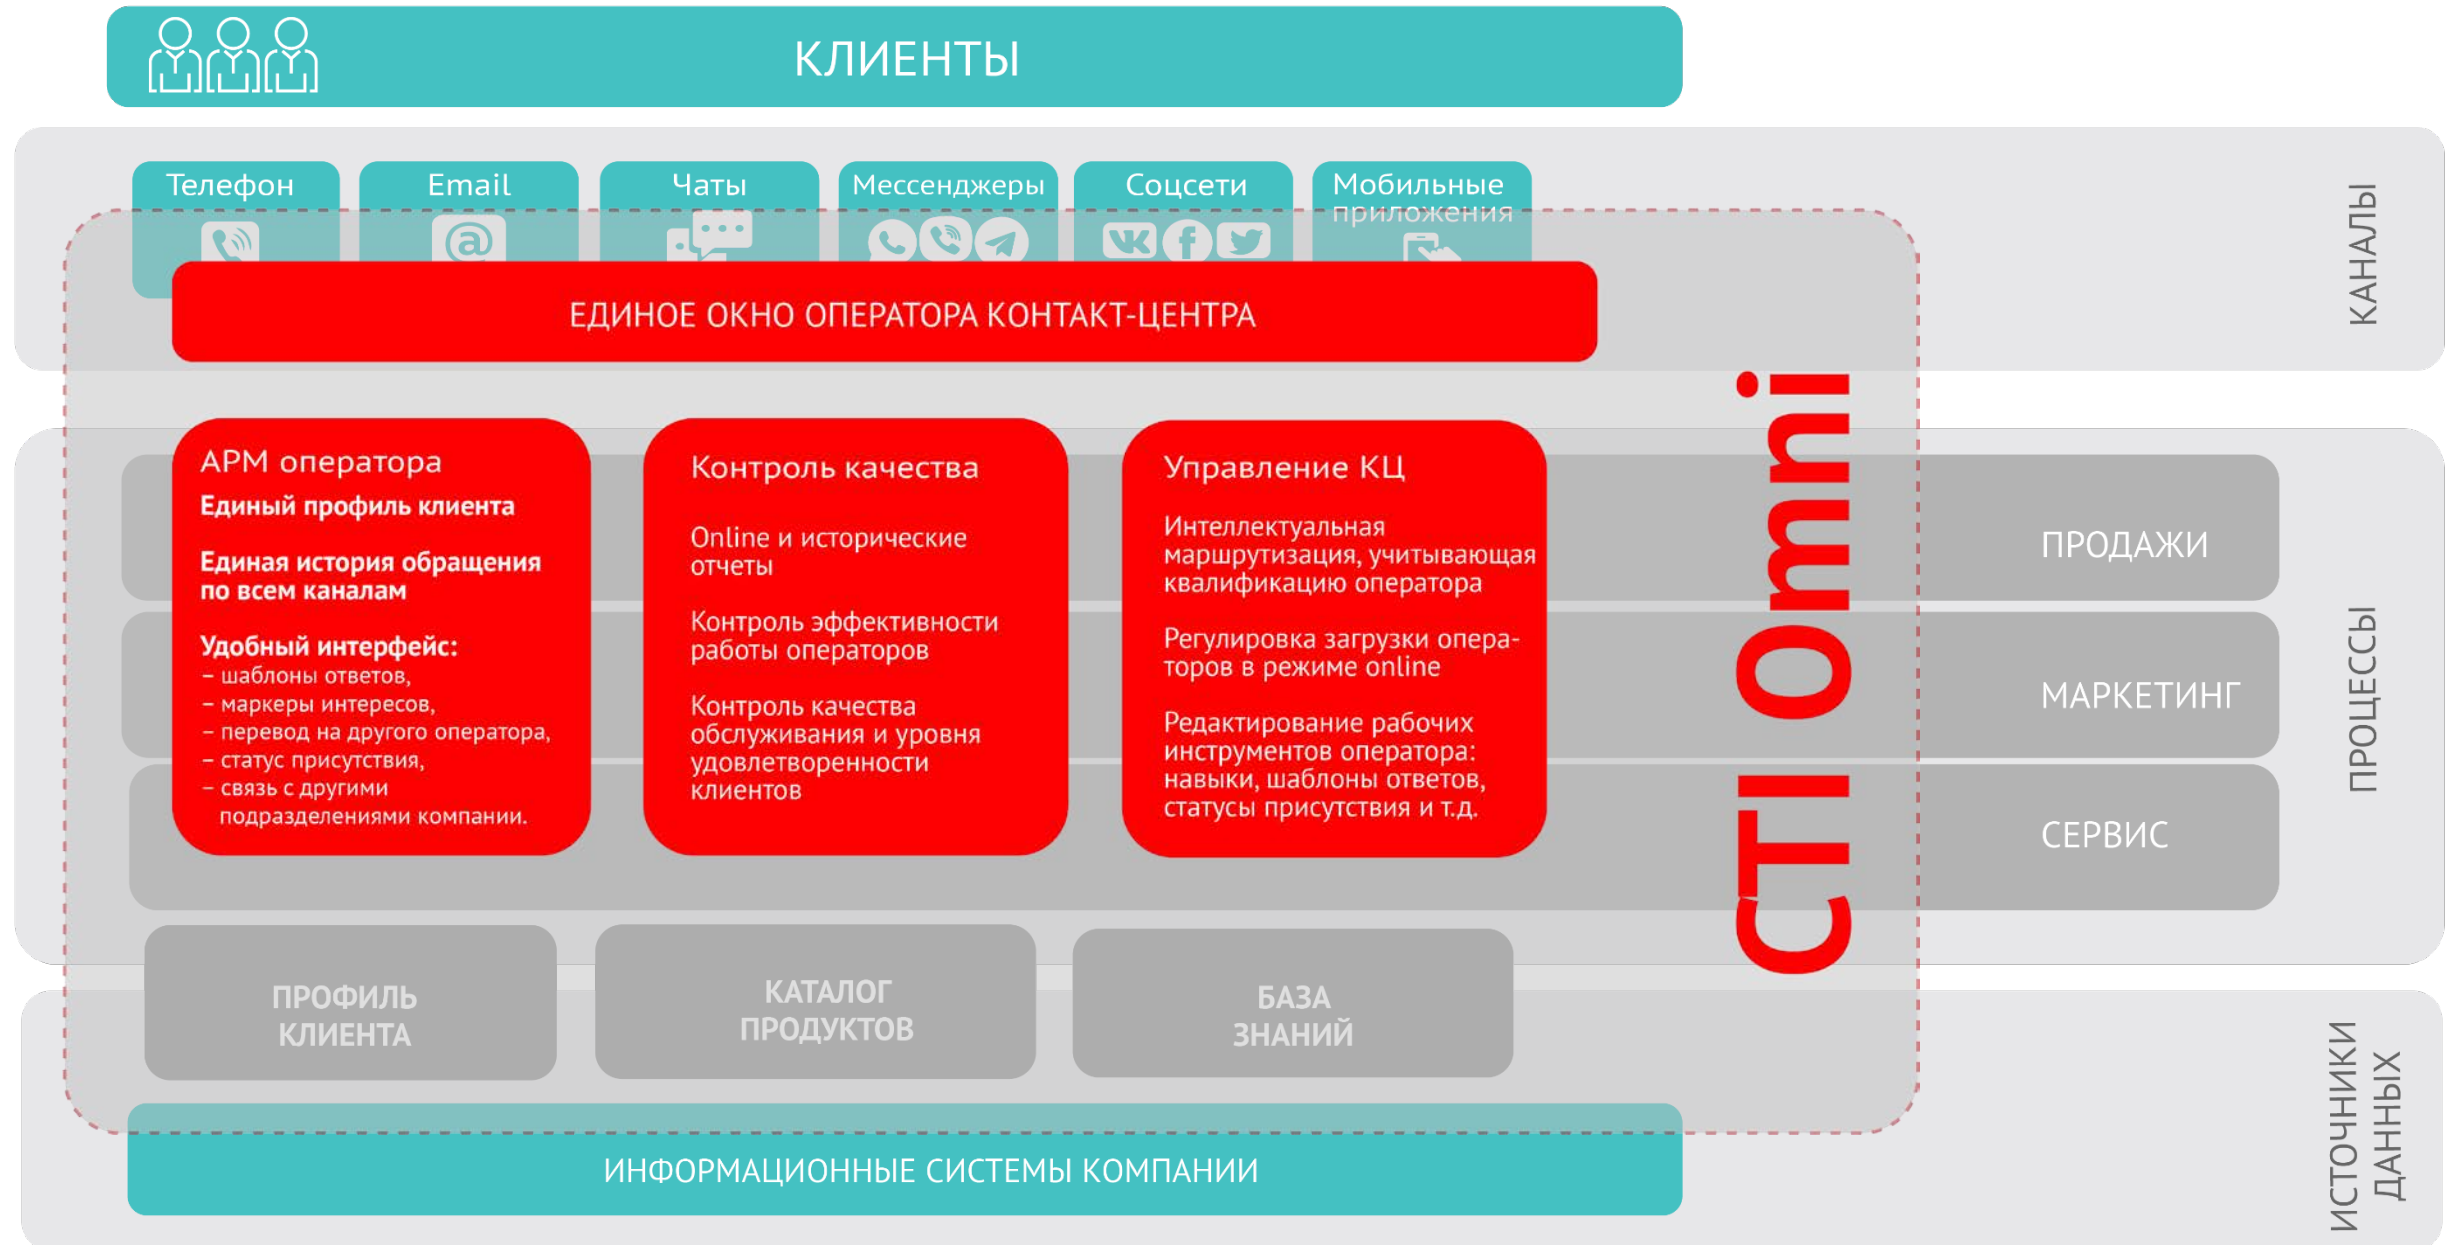 КЛИЕНТЫ
Телефон
Email
Чаты
Мессенджеры
Соцсети
Мобильные
приложения
КАНАЛЫ
ЕДИНОЕ ОКНО ОПЕРАТОРА КОНТАКТ-ЦЕНТРА
АРМ оператора
Единый профиль клиента
Единая история обращения
по всем каналам
Удобный интерфейс:
– шаблоны ответов,
– маркеры интересов,
– перевод на другого оператора,
– статус присутствия,
– связь с другими
подразделениями компании.
Контроль качества
Online и исторические
отчеты
Контроль эффективности
работы операторов
Контроль качества
обслуживания и уровня
удовлетворенности
клиентов
Управление КЦ
Интеллектуальная
маршрутизация, учитывающая
квалификацию оператора
Регулировка загрузки опера-
торов в режиме online
Редактирование рабочих
инструментов оператора:
навыки, шаблоны ответов,
статусы присутствия и т.д.
CTI Omni
ПРОДАЖИ
МАРКЕТИНГ
СЕРВИС
ПРОЦЕССЫ
ПРОФИЛЬ
КЛИЕНТА
КАТАЛОГ
ПРОДУКТОВ
БАЗА
ЗНАНИЙ
ИНФОРМАЦИОННЫЕ СИСТЕМЫ КОМПАНИИ
ИСТОЧНИКИ
ДАННЫХ